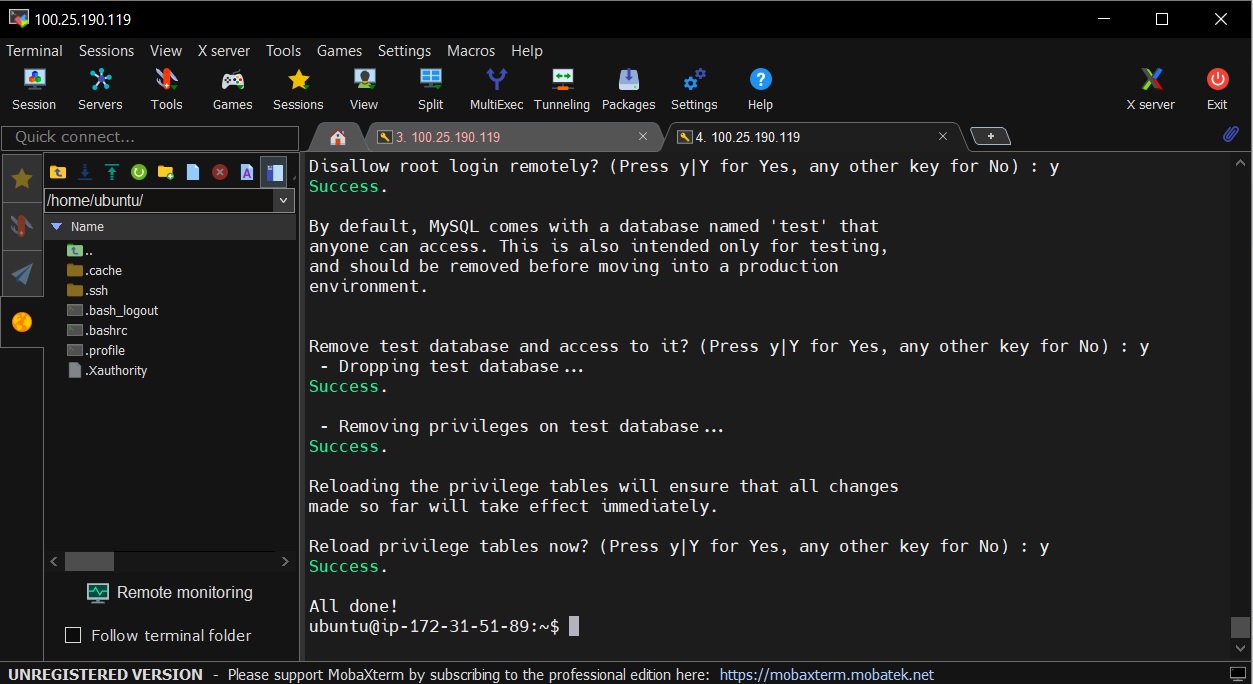 100.25.190.119
Terminal Sessions View X server Tools Games Settings Macros Help
Session Servers Tools Games Sessions View Split MultiExec Tunneling Packages Settings Help X server Exit
Quick connect...
3. 100.25.190.119
4. 100.25.190.119
/home/ubuntu/
Name
..
.cache
.ssh
.bash_logout
.bashrc
.profile
.Xauthority
Remote monitoring
Follow terminal folder
Disallow root login remotely? (Press y|Y for Yes, any other key for No) : y
Success.
By default, MySQL comes with a database named 'test' that
anyone can access. This is also intended only for testing,
and should be removed before moving into a production
environment.
Remove test database and access to it? (Press y|Y for Yes, any other key for No) : y
- Dropping test database...
Success.
- Removing privileges on test database...
Success.
Reloading the privilege tables will ensure that all changes
made so far will take effect immediately.
Reload privilege tables now? (Press y|Y for Yes, any other key for No) : y
Success.
All done!
ubuntu@ip-172-31-51-89:~$
UNREGISTERED VERSION - Please support MobaXterm by subscribing to the professional edition here: https://mobaxterm.mobatek.net